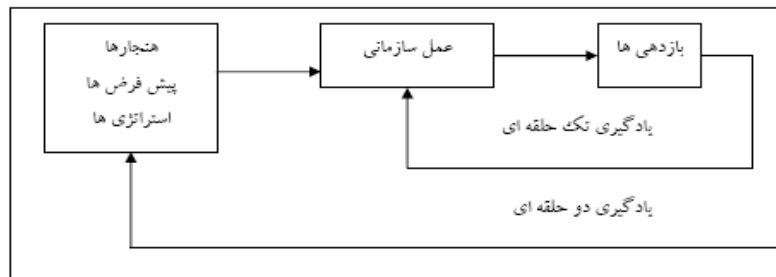 هنجارها
پیش فرض ها
استراتژی ها
عمل سازمانی
بازدهی ها
یادگیری تک حلقه ای
یادگیری دو حلقه ای